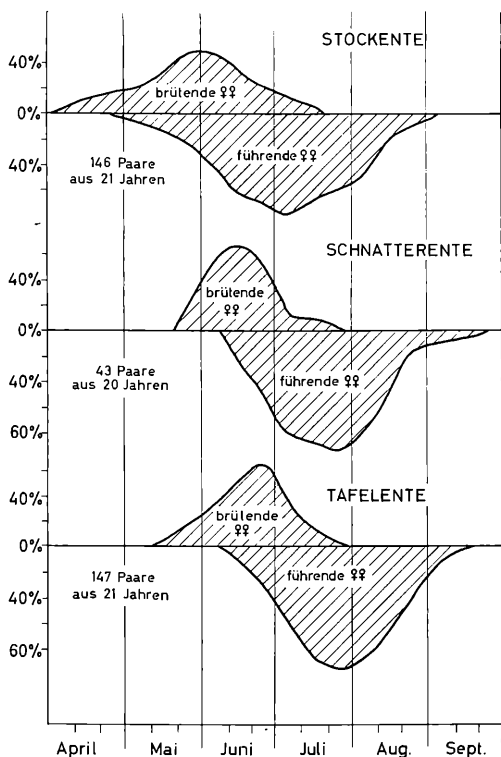 STOCKENTE
40%
brütende ♀♀
0%
40%
führende ♀♀
146 Paare
aus 21 Jahren
SCHNATTERENTE
40%
brütende
♀♀
0%
40%
43 Paare
aus 20 Jahren
führende ♀♀
60%
TAFELENTE
40%
brütende
♀♀
0%
147 Paare
aus 21 Jahren
führende ♀♀
40%
60%
April Mai Juni Juli Aug. Sept.